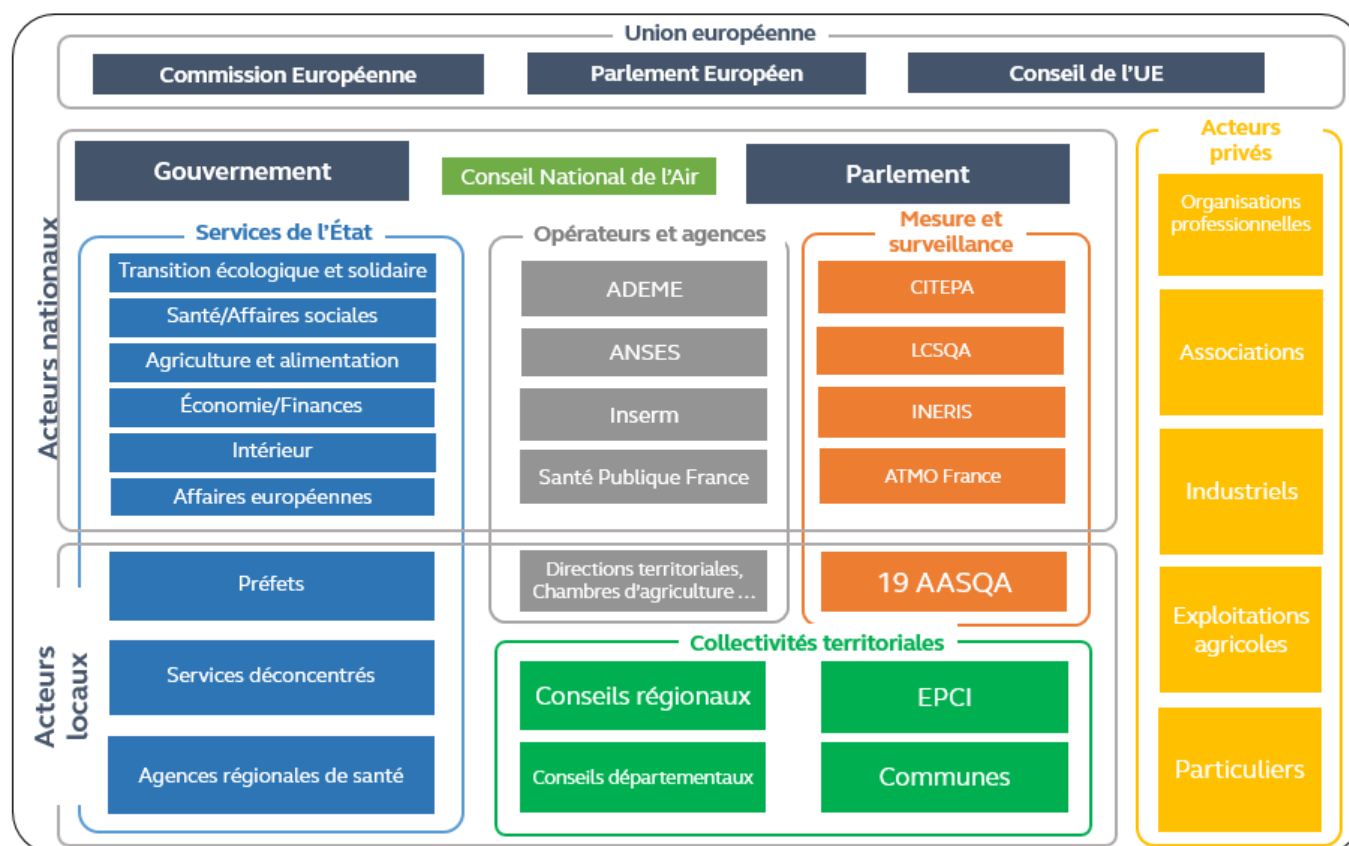 Union européenne
Commission Européenne
Parlement Européen
Conseil de l'UE
Acteurs nationaux
Gouvernement
Conseil National de l'Air
Parlement
Services de l'État
Transition écologique et solidaire
Santé/Affaires sociales
Agriculture et alimentation
Économie/Finances
Intérieur
Affaires européennes
Opérateurs et agences
ADEME
ANSES
Inserm
Santé Publique France
Mesure et
surveillance
CITEPA
LCSQA
INERIS
ATMO France
Acteurs
locaux
Préfets
Services déconcentrés
Agences régionales de santé
Directions territoriales,
Chambres d'agriculture ...
19 AASQA
Collectivités territoriales
Conseils régionaux
EPCI
Conseils départementaux
Communes
Acteurs
privés
Organisations
professionnelles
Associations
Industriels
Exploitations
agricoles
Particuliers